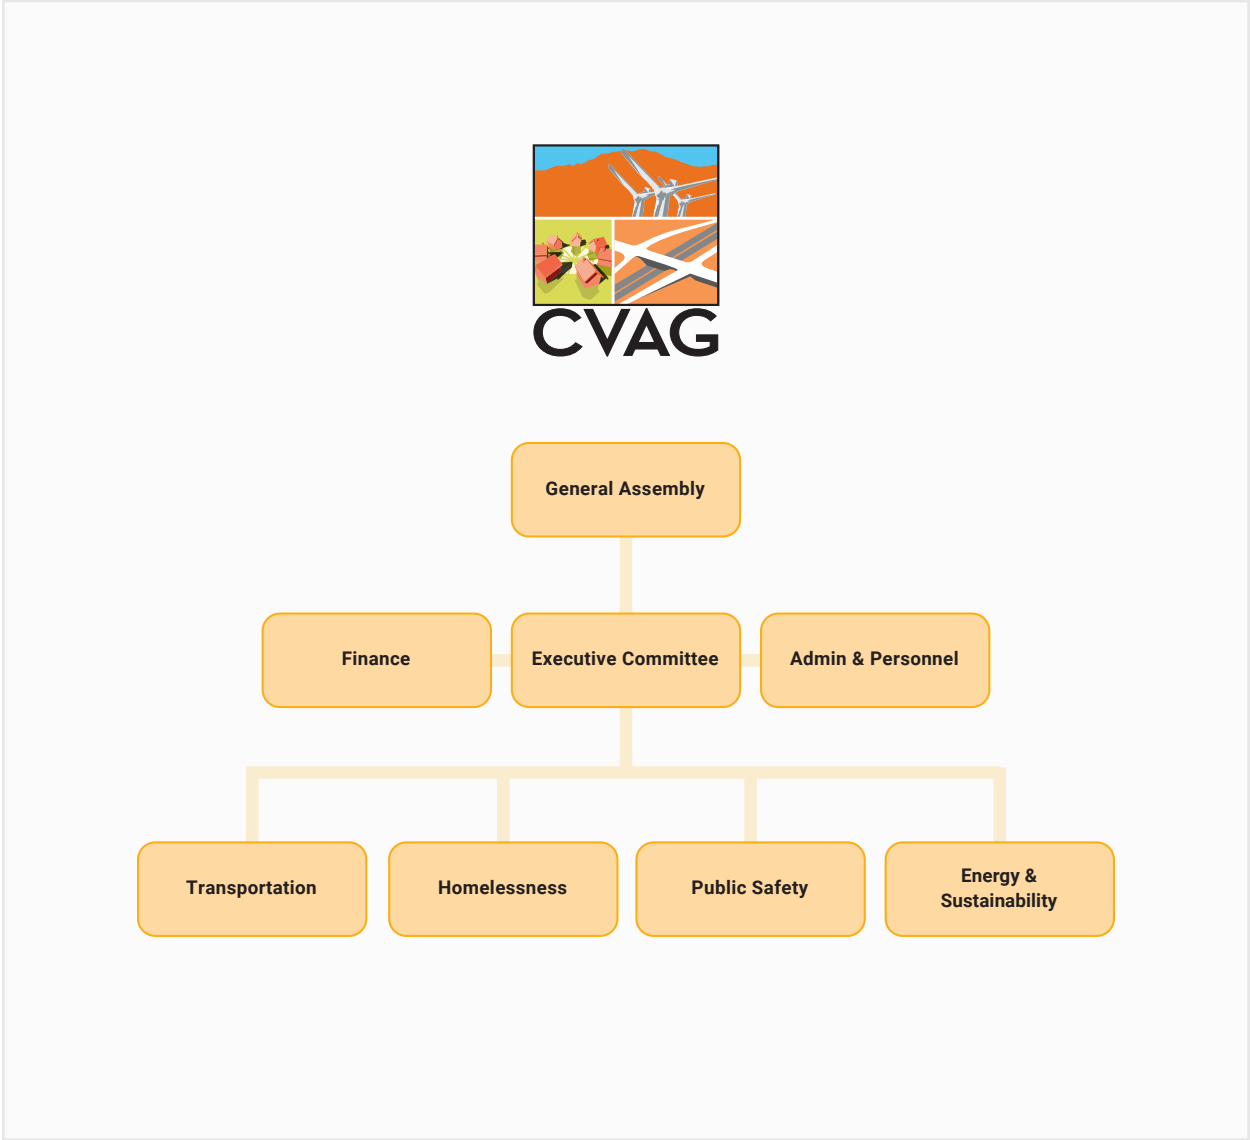 CVAG
General Assembly
Finance
Executive Committee
Admin & Personnel
Transportation
Homelessness
Public Safety
Energy &
Sustainability